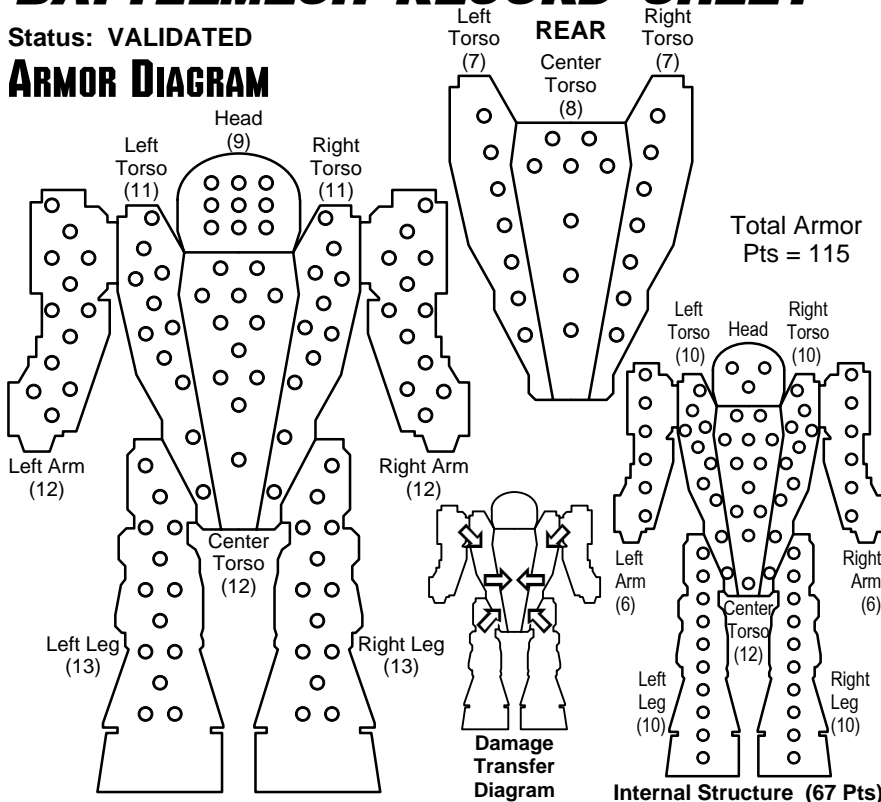 BATTLEMECH RECORD SHEET
Status: VALIDATED
ARMOR DIAGRAM
Head
(9)
Left
Torso
(11)
Right
Torso
(11)
Left Arm
(12)
Right Arm
(12)
Center
Torso
(12)
Left Leg
(13)
Right Leg
(13)
REAR
Left
Torso
(7)
Center
Torso
(8)
Right
Torso
(7)
Total Armor
Pts = 115
Left
Torso
(10)
Head
Right
Torso
(10)
Left
Arm
(6)
Right
Arm
(6)
Center
Torso
(12)
Left
Leg
(10)
Right
Leg
(10)
Damage
Transfer
Diagram
Internal Structure (67 Pts)